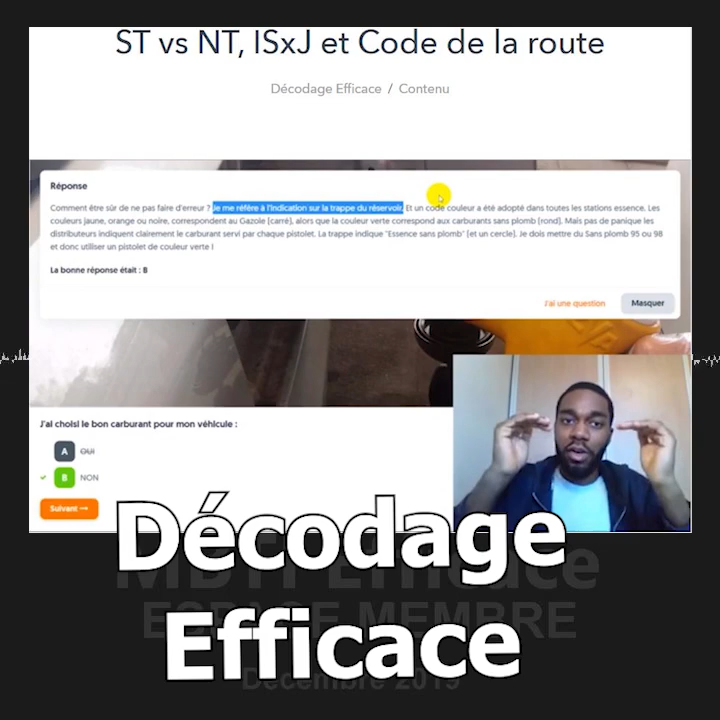 ST vs NT, ISxJ et Code de la route
Décodage Efficace / Contenu
Réponse
Comment être sûr de ne pas faire d'erreur ? Je me réfère à l'indication sur la trappe du réservoir. Et un code couleur a été adopté dans toutes les stations essence. Les
couleurs jaune, orange ou noire, correspondent au Gazole (carré), alors que la couleur verte correspond aux carburants sans plomb (rond). Mais pas de panique les
distributeurs indiquent clairement le carburant servi par chaque pistolet. La trappe indique "Essence sans plomb" (et un cercle). Je dois mettre du Sans plomb 95 ou 98
et donc utiliser un pistolet de couleur verte !
La bonne réponse était : B
J'ai une question
Masquer
J'ai choisi le bon carburant pour mon véhicule :
A OUI
B NON
Suivant →
Décodage
MBTI Efficace
ESPACE MEMBRE
Efficace
Décembre 2019